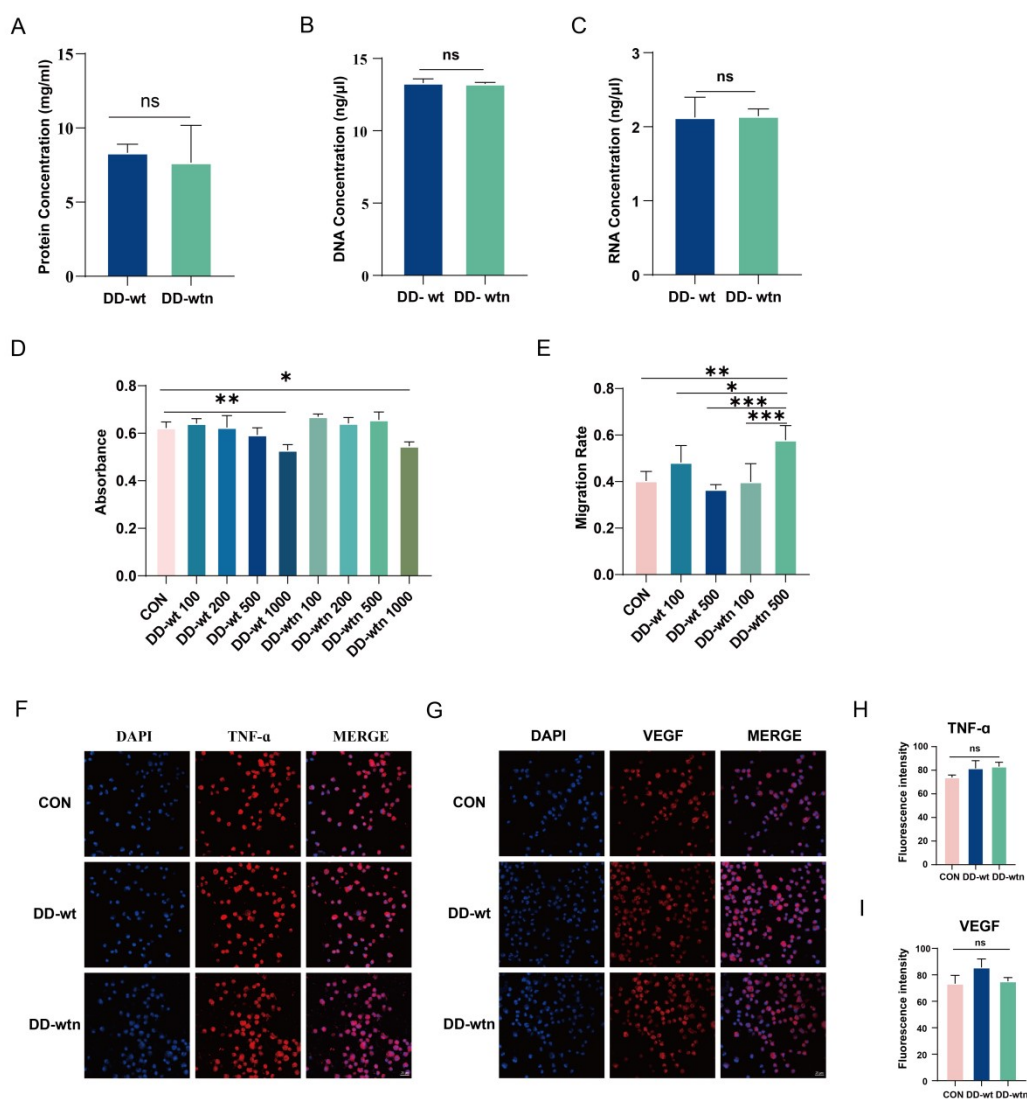 A
Protein Concentration (mg/ml)
15
10
5
0
ns
DD-wt DD-wtn
B
DNA Concentration (ng/μl)
15
10
5
0
ns
DD- wt DD- wtn
C
RNA Concentration (ng/μl)
3
2
1
0
ns
DD- wt DD- wtn
D
Absorbance
0.8
0.6
0.4
0.2
0.0
*
**
CON
DD-wt 100
DD-wt 200
DD-wt 500
DD-wt 1000
DD-wtn 100
DD-wtn 200
DD-wtn 500
DD-wtn 1000
E
Migration Rate
0.8
0.6
0.4
0.2
0.0
**
*
***
***
CON
DD-wt 100
DD-wt 500
DD-wtn 100
DD-wtn 500
F
DAPI TNF-α MERGE
CON
DD-wt
DD-wtn
G
DAPI VEGF MERGE
CON
DD-wt
DD-wtn
H
TNF-α
Fluorescence intensity
100
80
60
40
20
0
ns
CON DD-wt DD-wtn
I
VEGF
Fluorescence intensity
100
80
60
40
20
0
ns
CON DD-wt DD-wtn